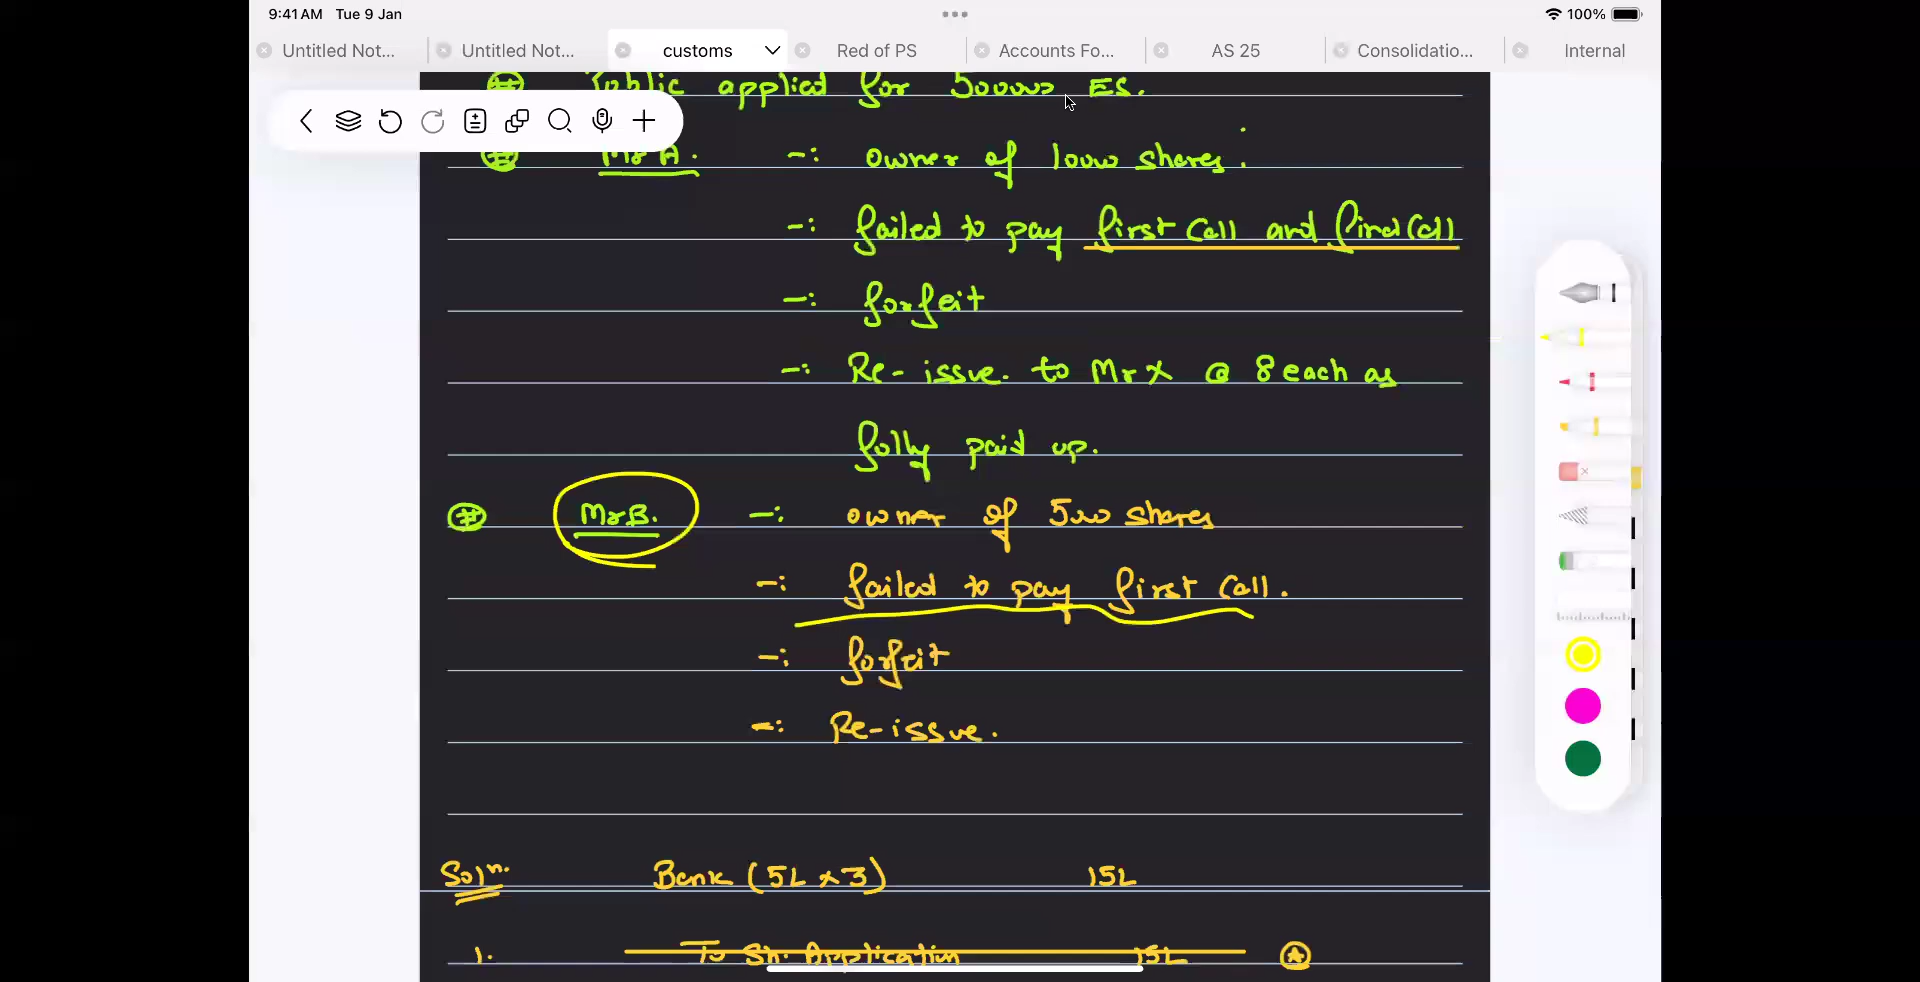 9:41 AM Tue 9 Jan
100%
Untitled Not... Untitled Not... customs Red of PS Accounts Fo... AS 25 Consolidatio... Internal
Public applied for 500000 ES.
Mr A. -: owner of 1000 shares.
-: failed to pay first Call and final Call
-: forfeit
-: Re-issue. to Mr X @ 8 each as
fully paid up.
# Mr B. -: owner of 500 shares
-: failed to pay first Call.
-: forfeit
-: Re-issue.
Soln. Bank (5L x 3) 15L
1. To Sh. Application 15L